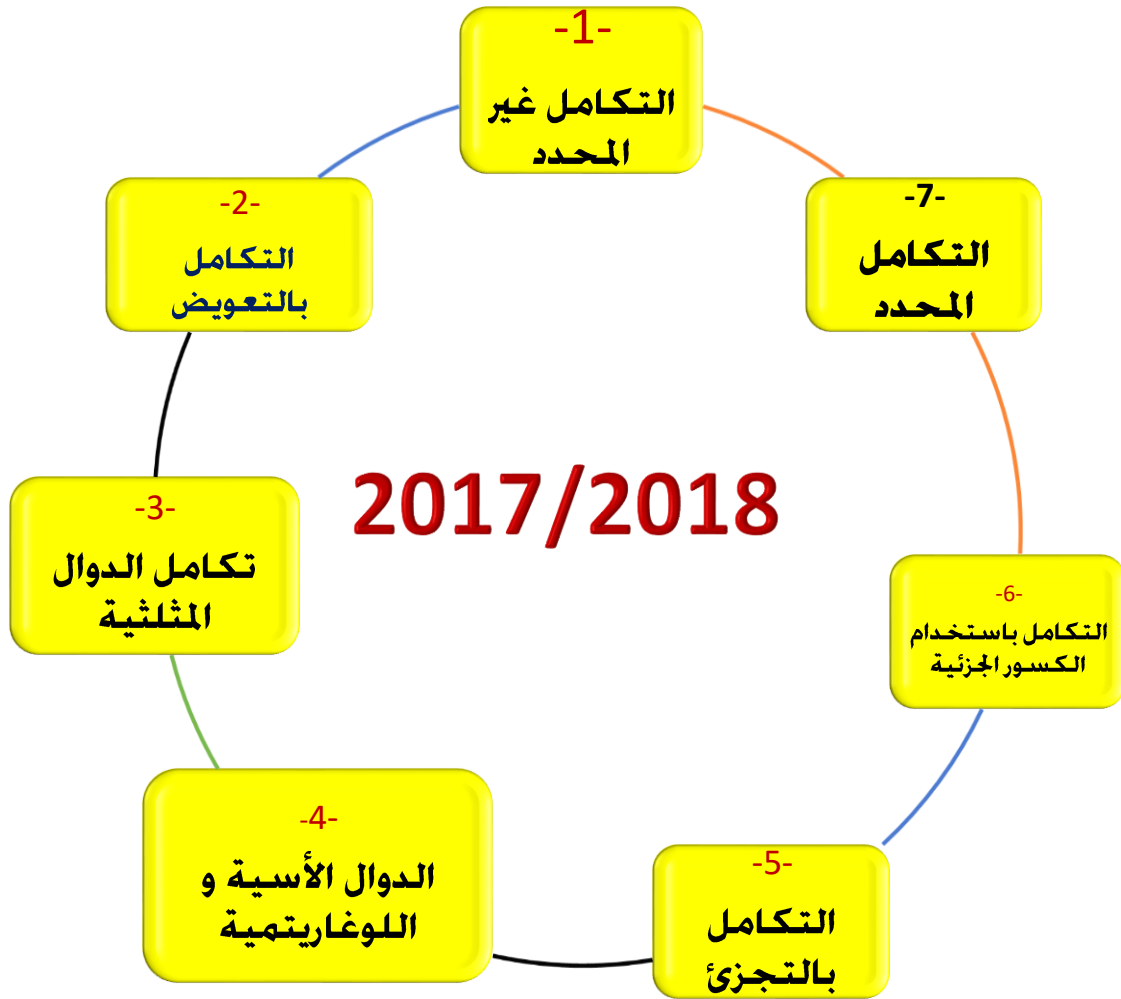 -1-
التكامل غير
المحدد
-2-
التكامل
بالتعويض
-3-
تكامل الدوال
المثلثية
-4-
الدوال الأسية و
اللوغاريتمية
-5-
التكامل
بالتجزئ
-6-
التكامل باستخدام
الكسور الجزئية
-7-
التكامل
المحدد
2017/2018